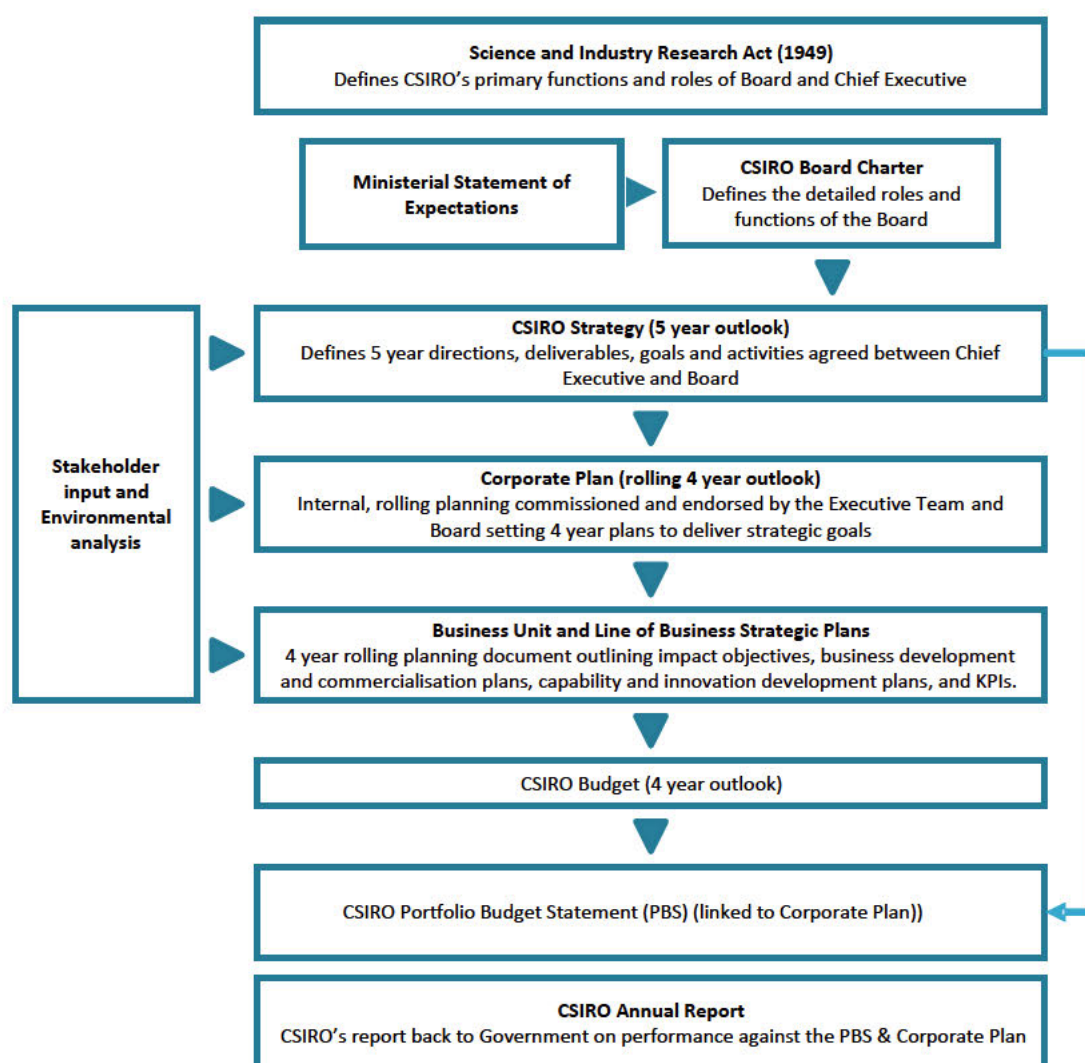 Science and Industry Research Act (1949)
Defines CSIRO's primary functions and roles of Board and Chief Executive
Ministerial Statement of
Expectations
CSIRO Board Charter
Defines the detailed roles and
functions of the Board
CSIRO Strategy (5 year outlook)
Defines 5 year directions, deliverables, goals and activities agreed between Chief
Executive and Board
Stakeholder
input and
Environmental
analysis
Corporate Plan (rolling 4 year outlook)
Internal, rolling planning commissioned and endorsed by the Executive Team and
Board setting 4 year plans to deliver strategic goals
Business Unit and Line of Business Strategic Plans
4 year rolling planning document outlining impact objectives, business development
and commercialisation plans, capability and innovation development plans, and KPIs.
CSIRO Budget (4 year outlook)
CSIRO Portfolio Budget Statement (PBS) (linked to Corporate Plan))
CSIRO Annual Report
CSIRO's report back to Government on performance against the PBS & Corporate Plan